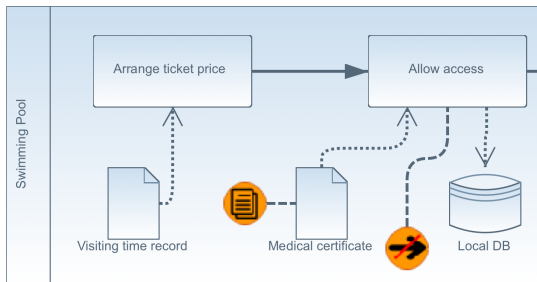 Swimming Pool
Arrange ticket price
Allow access
Visiting time record
Medical certificate
Local DB